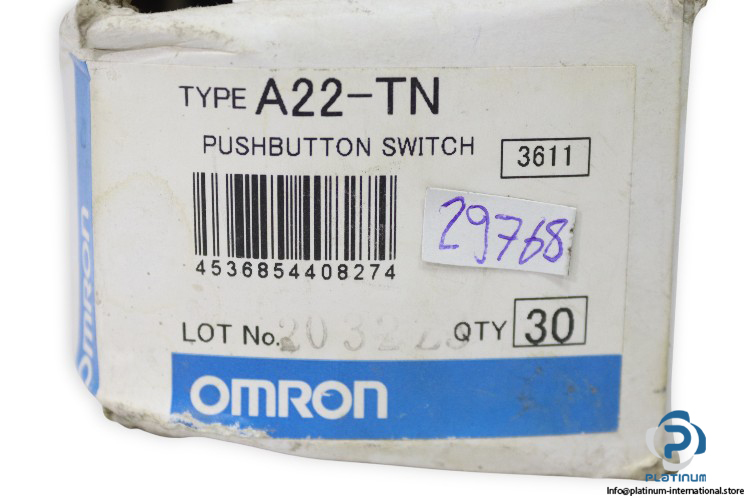 TYPE A22-TN
PUSHBUTTON SWITCH
3611
4536854408274
29768
LOT No.
QTY 30
OMRON
OMRON
PLATINUM
Info@platinum-international.store